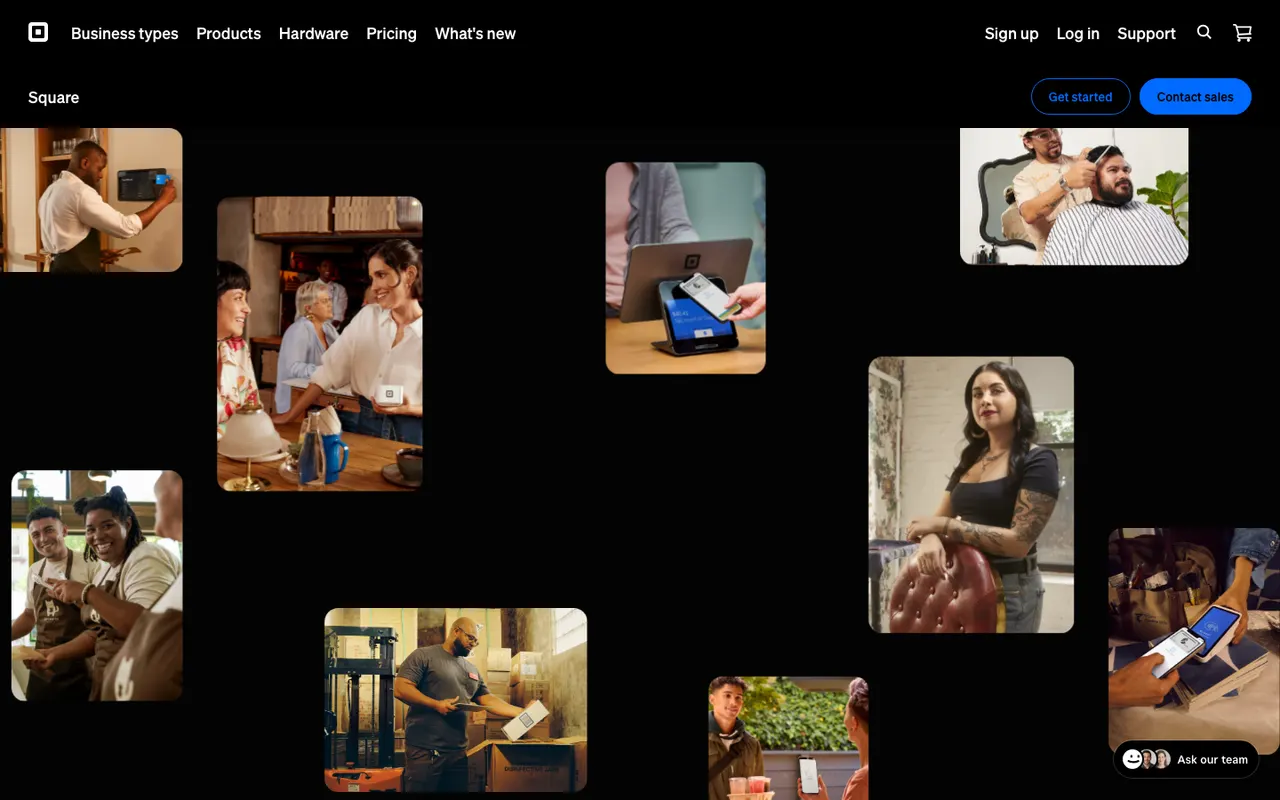 Business types Products Hardware Pricing What's new Sign up Log in Support
Square Get started Contact sales
Ask our team